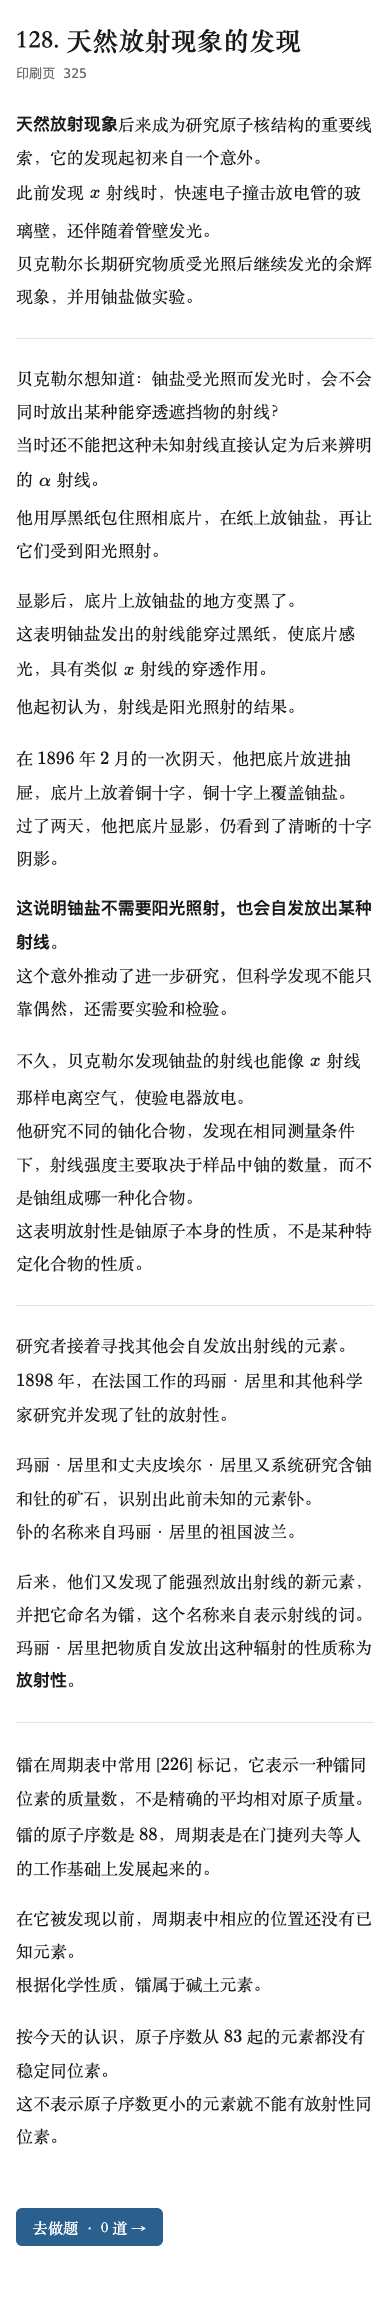 128. 天然放射现象的发现
印刷页 325
天然放射现象后来成为研究原子核结构的重要线
索，它的发现起初来自一个意外。
此前发现 x 射线时，快速电子撞击放电管的玻
璃壁，还伴随着管壁发光。
贝克勒尔长期研究物质受光照后继续发光的余辉
现象，并用铀盐做实验。
贝克勒尔想知道：铀盐受光照而发光时，会不会
同时放出某种能穿透遮挡物的射线？
当时还不能把这种未知射线直接认定为后来辨明
的 α 射线。
他用厚黑纸包住照相底片，在纸上放铀盐，再让
它们受到阳光照射。
显影后，底片上放铀盐的地方变黑了。
这表明铀盐发出的射线能穿过黑纸，使底片感
光，具有类似 x 射线的穿透作用。
他起初认为，射线是阳光照射的结果。
在 1896 年 2 月的一次阴天，他把底片放进抽
屉，底片上放着铜十字，铜十字上覆盖铀盐。
过了两天，他把底片显影，仍看到了清晰的十字
阴影。
这说明铀盐不需要阳光照射，也会自发放出某种
射线。
这个意外推动了进一步研究，但科学发现不能只
靠偶然，还需要实验和检验。
不久，贝克勒尔发现铀盐的射线也能像 x 射线
那样电离空气，使验电器放电。
他研究不同的铀化合物，发现在相同测量条件
下，射线强度主要取决于样品中铀的数量，而不
是铀组成哪一种化合物。
这表明放射性是铀原子本身的性质，不是某种特
定化合物的性质。
研究者接着寻找其他会自发放出射线的元素。
1898 年，在法国工作的玛丽 · 居里和其他科学
家研究并发现了钍的放射性。
玛丽 · 居里和丈夫皮埃尔 · 居里又系统研究含铀
和钍的矿石，识别出此前未知的元素钋。
钋的名称来自玛丽 · 居里的祖国波兰。
后来，他们又发现了能强烈放出射线的新元素，
并把它命名为镭，这个名称来自表示射线的词。
玛丽 · 居里把物质自发放出这种辐射的性质称为
放射性。
镭在周期表中常用 [226] 标记，它表示一种镭同
位素的质量数，不是精确的平均相对原子质量。
镭的原子序数是 88，周期表是在门捷列夫等人
的工作基础上发展起来的。
在它被发现以前，周期表中相应的位置还没有已
知元素。
根据化学性质，镭属于碱土元素。
按今天的认识，原子序数从 83 起的元素都没有
稳定同位素。
这不表示原子序数更小的元素就不能有放射性同
位素。
去做题 · 0 道 →